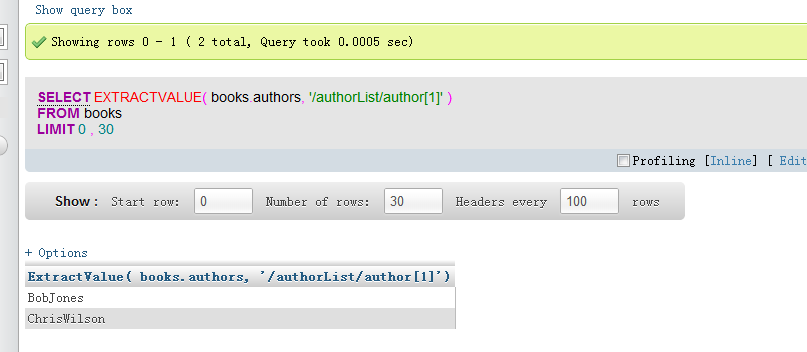 Show query box
Showing rows 0 - 1 ( 2 total, Query took 0.0005 sec)
SELECT EXTRACTVALUE( books.authors, '/authorList/author[1]' )
FROM books
LIMIT 0 , 30
Profiling [Inline] [ Edit
Show : Start row: 0 Number of rows: 30 Headers every 100 rows
+ Options
ExtractValue( books.authors, '/authorList/author[1]')
BobJones
ChrisWilson